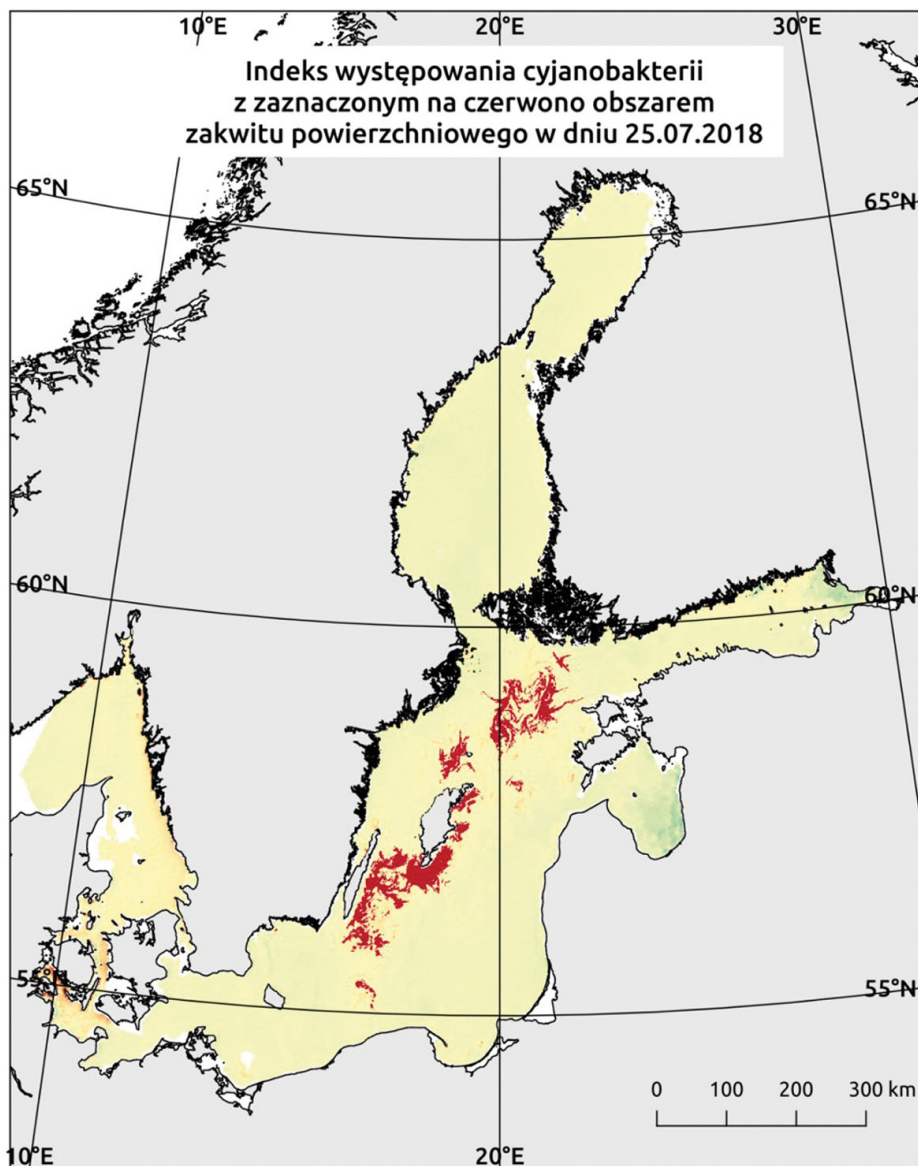 10°E 20°E 30°E
Indeks występowania cyjanobakterii
z zaznaczonym na czerwono obszarem
zakwitu powierzchniowego w dniu 25.07.2018
65°N 65°N
60°N 60°N
55°N 55°N
0 100 200 300 km
10°E 20°E